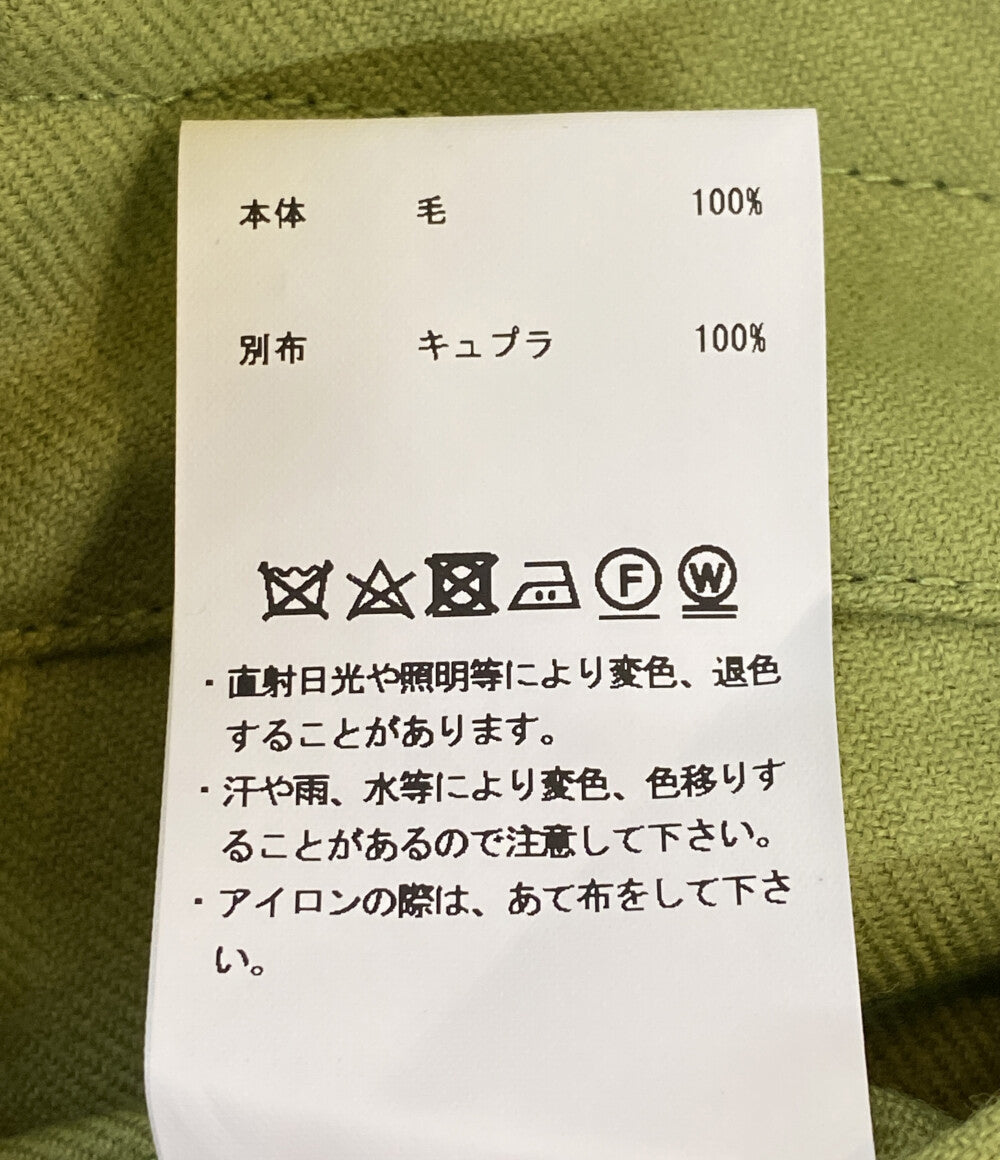 本体 毛 100%
別布 キュプラ 100%
F W
・直射日光や照明等により変色、退色
することがあります。
・汗や雨、水等により変色、色移りす
ることがあるので注意して下さい。
・アイロンの際は、あて布をして下さ
い。